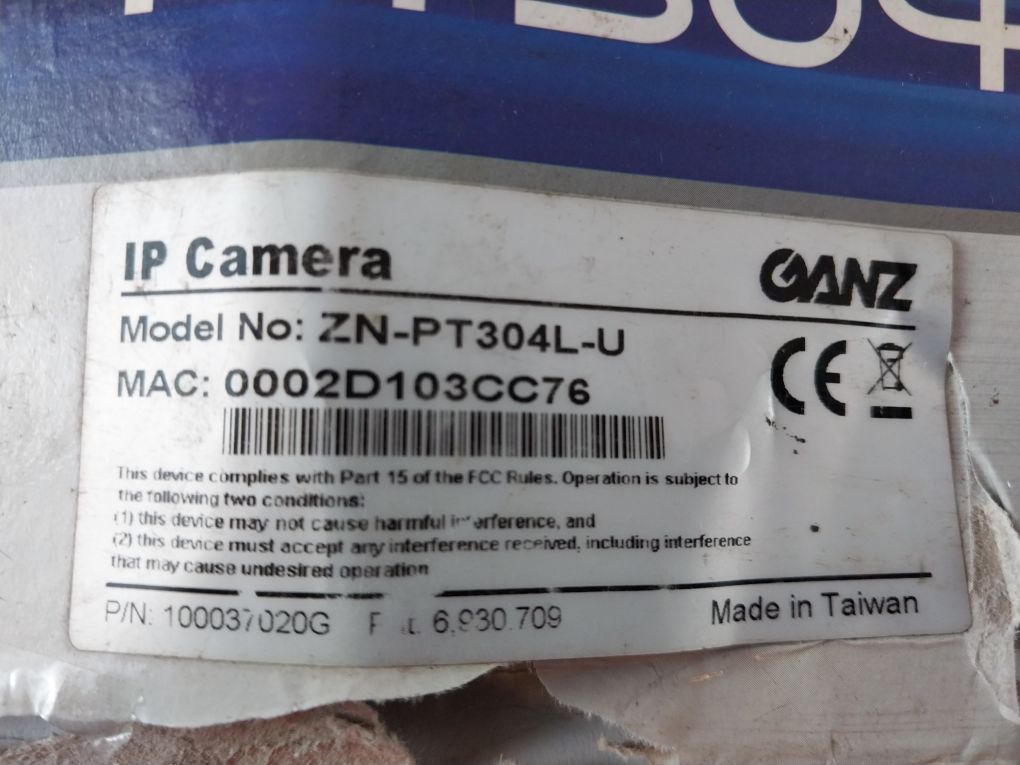 304
IP Camera
GANZ
Model No: ZN-PT304L-U
MAC: 0002D103CC76
CE
This device complies with Part 15 of the FCC Rules. Operation is subject to
the following two conditions:
(1) this device may not cause harmful interference, and
(2) this device must accept any interference received, including interference
that may cause undesired operation
P/N: 100037020G 6,930,709
Made in Taiwan